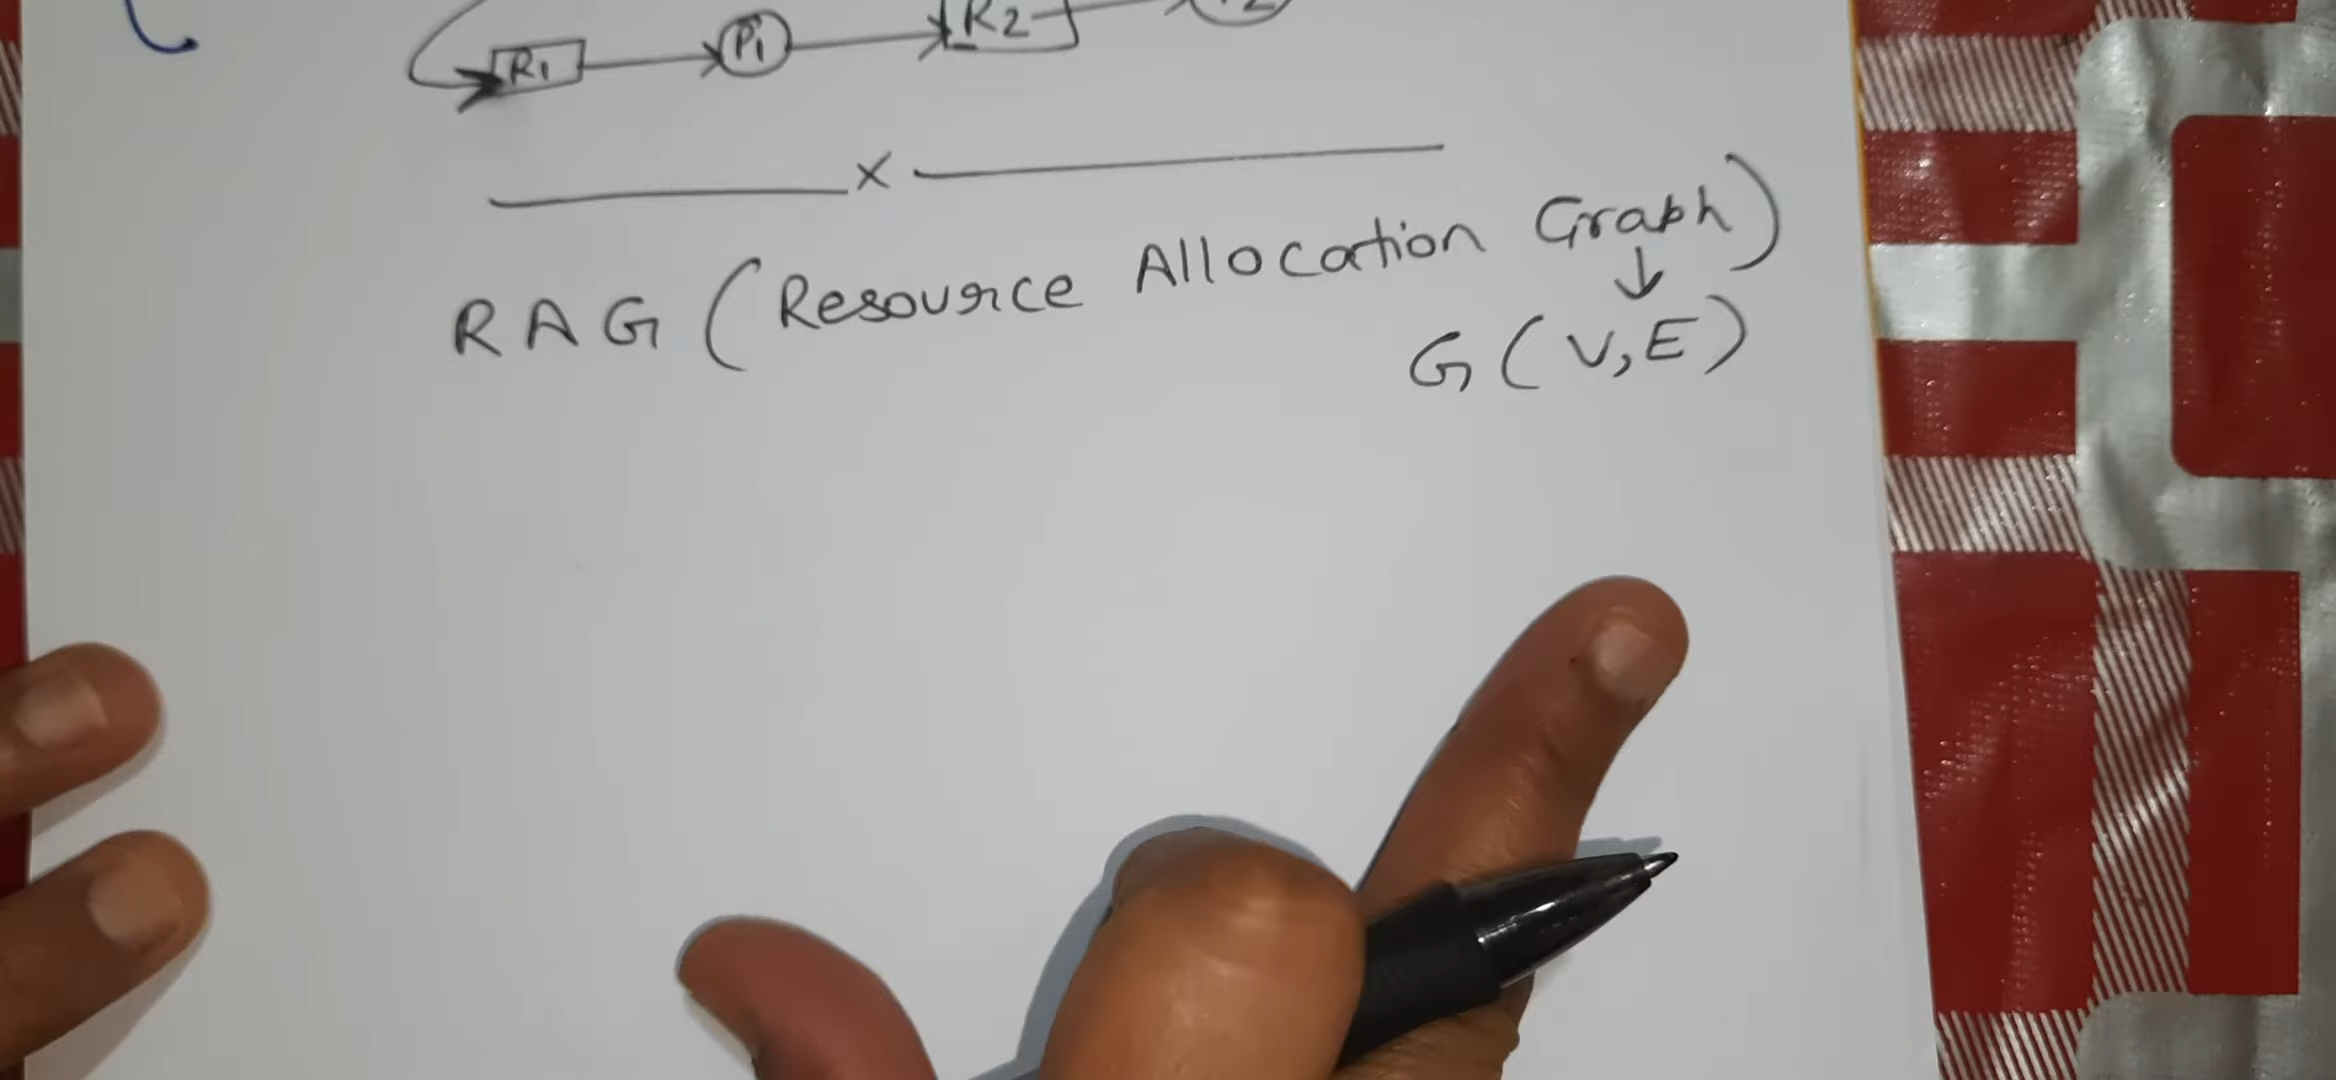 R1 P1 R2
x
RAG (Resource Allocation Graph)
G(V,E)